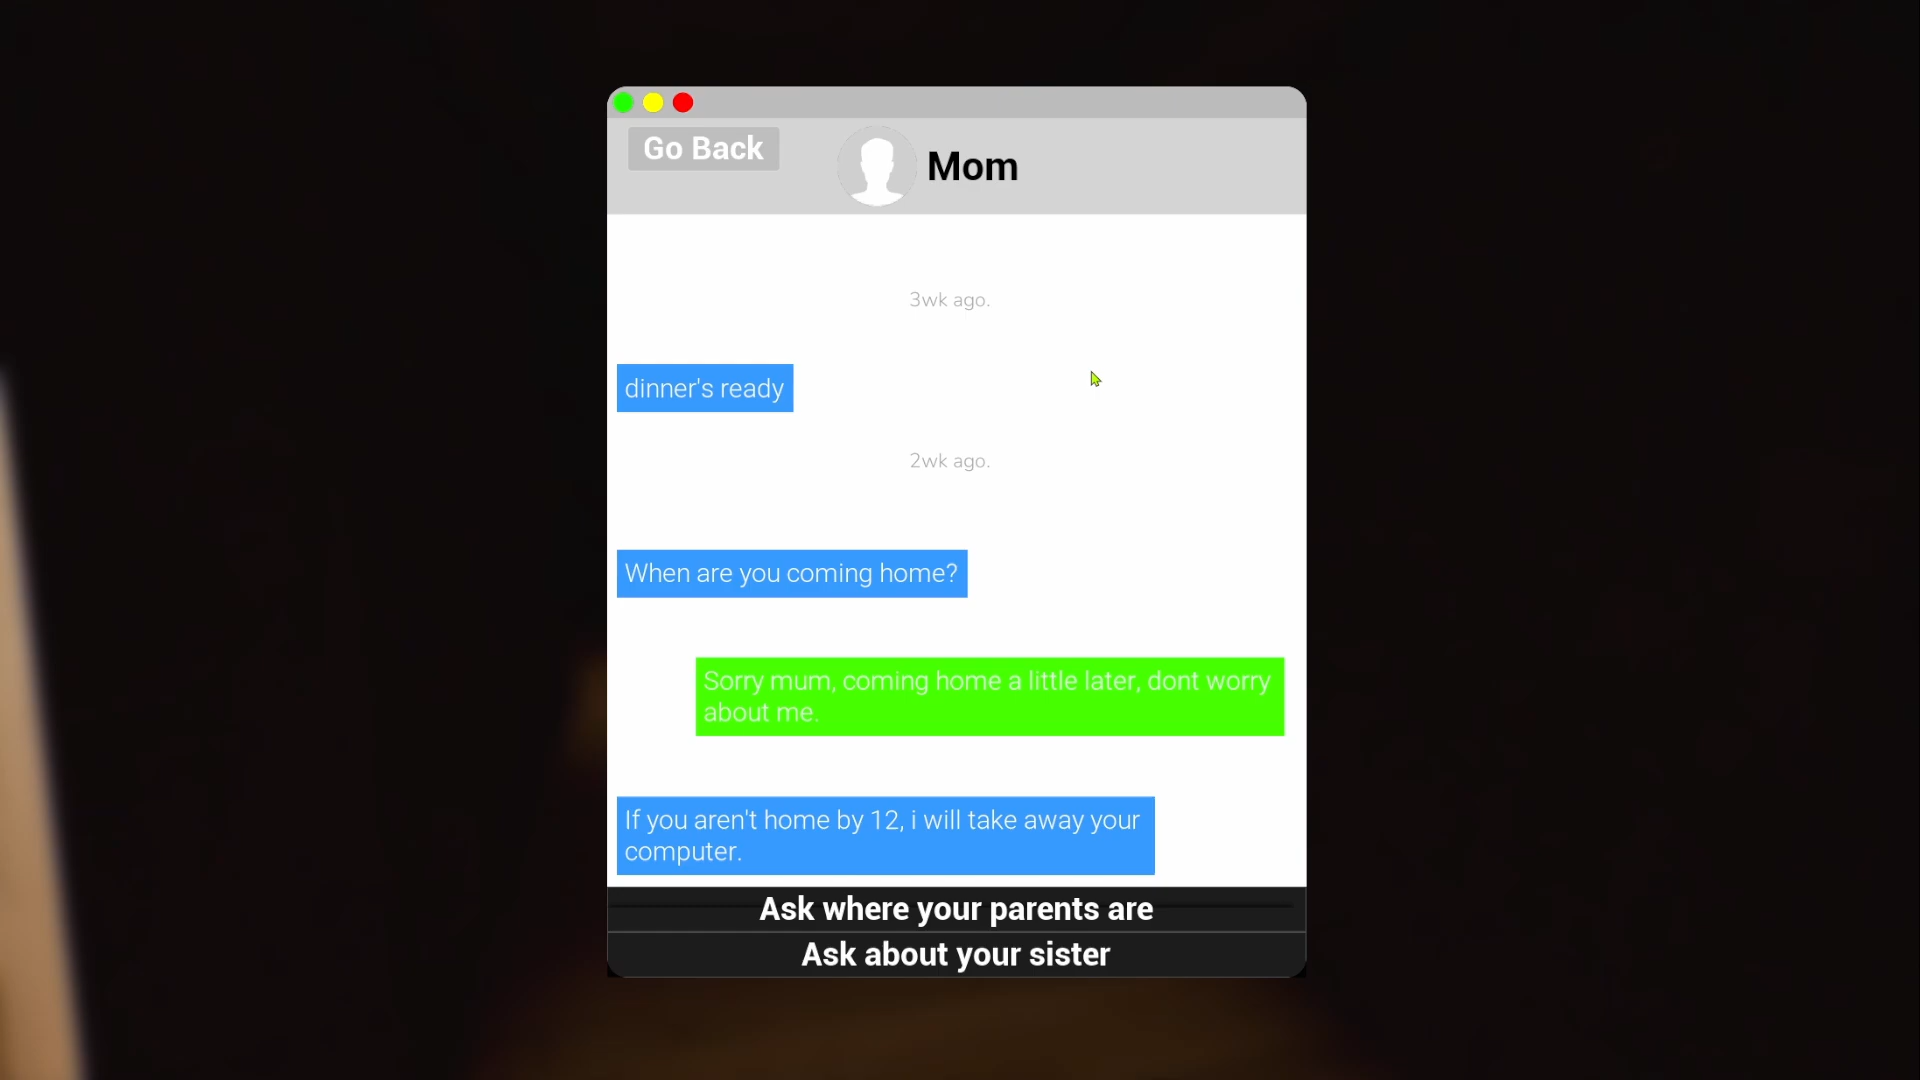 Go Back
Mom
3wk ago.
dinner's ready
2wk ago.
When are you coming home?
Sorry mum, coming home a little later, dont worry
about me.
If you aren't home by 12, i will take away your
computer.
Ask where your parents are
Ask about your sister